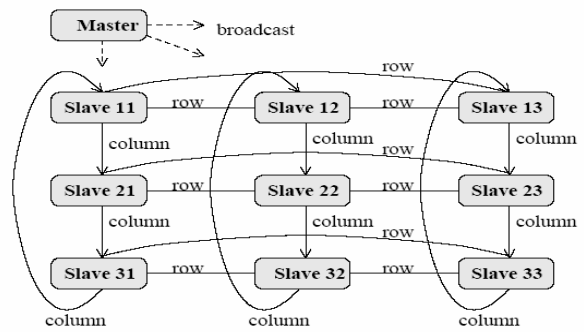 Master
broadcast
row
Slave 11 row Slave 12 row Slave 13
column column column
row
Slave 21 row Slave 22 row Slave 23
column column column
row
Slave 31 row Slave 32 row Slave 33
column column column